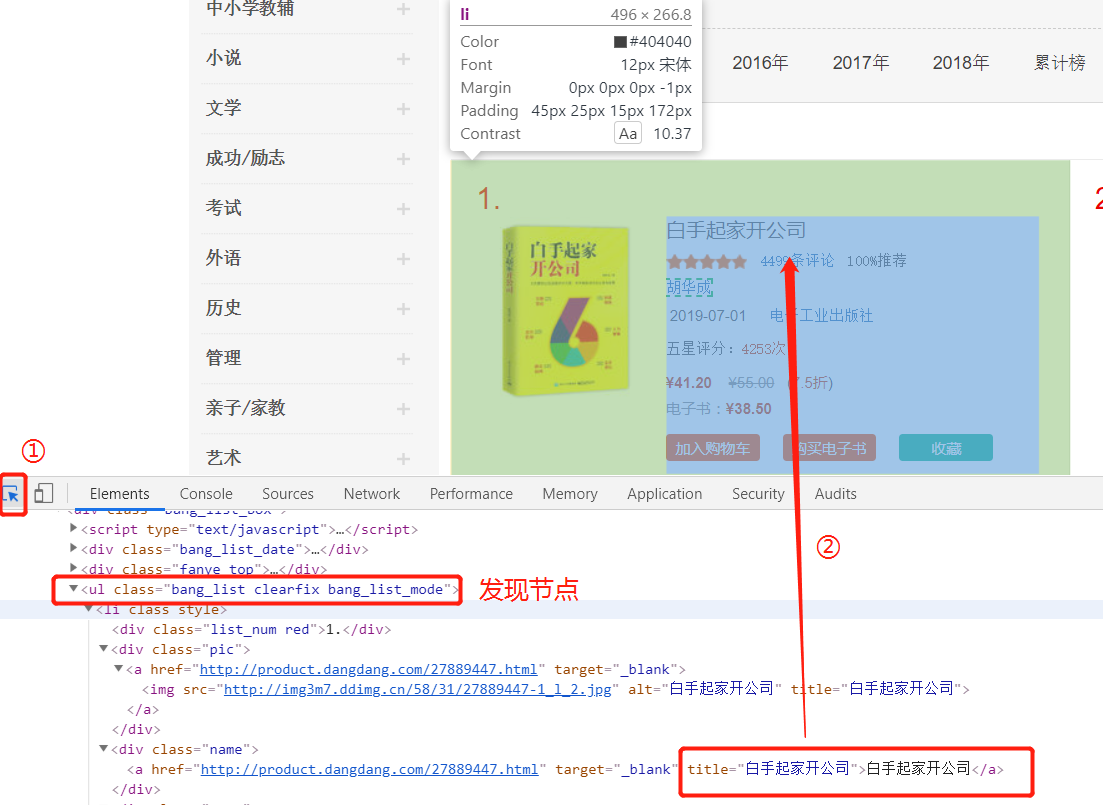 中小学教辅 +
小说 +
文学 +
成功/励志 +
考试 +
外语 +
历史 +
管理 +
亲子/家教 +
艺术 +
li 496 × 266.8
Color #404040
Font 12px 宋体
Margin 0px 0px 0px -1px
Padding 45px 25px 15px 172px
Contrast Aa 10.37
2016年 2017年 2018年 累计榜
1.
2
白手起家
开公司
白手起家开公司
4499条评论 100%推荐
胡华成
2019-07-01 电子工业出版社
五星评分：4253次
¥41.20 ¥55.00 (7.5折)
电子书：¥38.50
加入购物车 购买电子书 收藏
①
Elements Console Sources Network Performance Memory Application Security Audits
<div class="bang_list_box">
▶<script type="text/javascript">…</script>
▶<div class="bang_list_date">…</div>
▶<div class="fanye_top">…</div>
▼<ul class="bang_list clearfix bang_list_mode"> 发现节点
②
▼<li class style>
<div class="list_num red">1.</div>
▼<div class="pic">
▼<a href="http://product.dangdang.com/27889447.html" target="_blank">
<img src="http://img3m7.ddimg.cn/58/31/27889447-1_l_2.jpg" alt="白手起家开公司" title="白手起家开公司">
</a>
</div>
▼<div class="name">
<a href="http://product.dangdang.com/27889447.html" target="_blank" title="白手起家开公司">白手起家开公司</a>
</div>